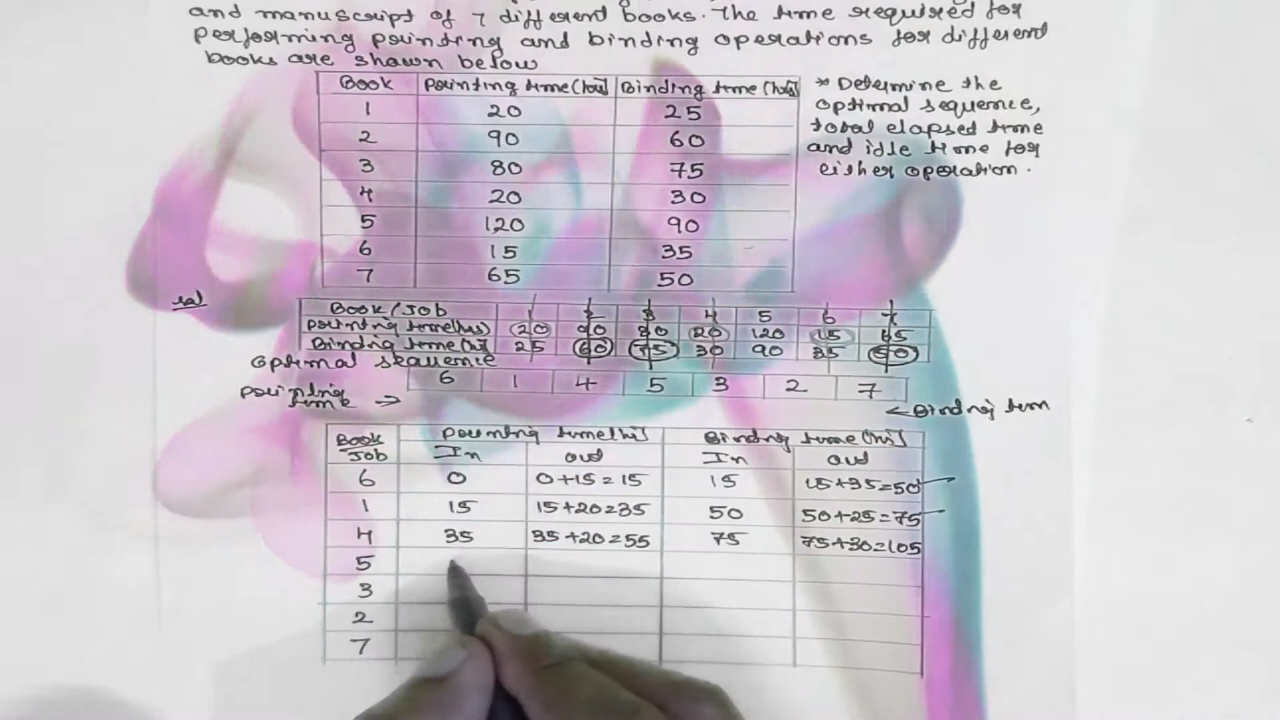 and manuscript of 7 different books. The time required for
performing printing and binding operations for different
books are shown below
Book Printing time(hrs) Binding time(hrs)
1 20 25
2 90 60
3 80 75
4 20 30
5 120 90
6 15 35
7 65 50
* Determine the
optimal sequence,
total elapsed time
and idle time for
either operation.
sol
Book/Job 1 2 3 4 5 6 7
Printing time(hrs) 20 90 80 20 120 15 65
Binding time(hr) 25 60 75 30 90 35 50
optimal sequence
6 1 4 5 3 2 7
printing
time →
← Binding tim
Book Printing time(hr) Binding time(hr)
Job In out In out
6 0 0+15=15 15 15+35=50
1 15 15+20=35 50 50+25=75
4 35 35+20=55 75 75+30=105
5
3
2
7